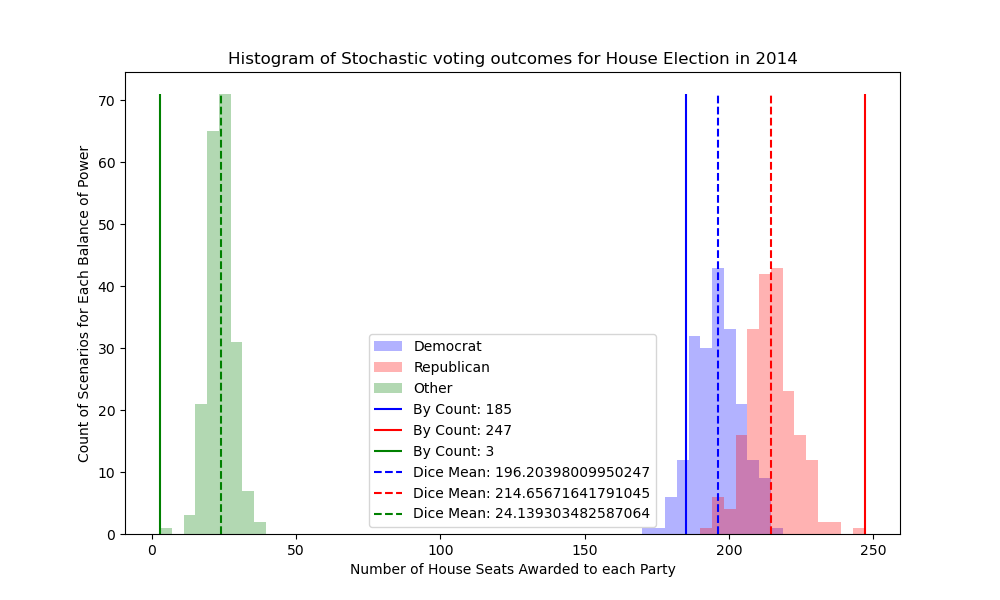 Histogram of Stochastic voting outcomes for House Election in 2014
Count of Scenarios for Each Balance of Power
70
60
50
40
30
20
10
0
Democrat
Republican
Other
By Count: 185
By Count: 247
By Count: 3
Dice Mean: 196.20398009950247
Dice Mean: 214.65671641791045
Dice Mean: 24.139303482587064
0 50 100 150 200 250
Number of House Seats Awarded to each Party